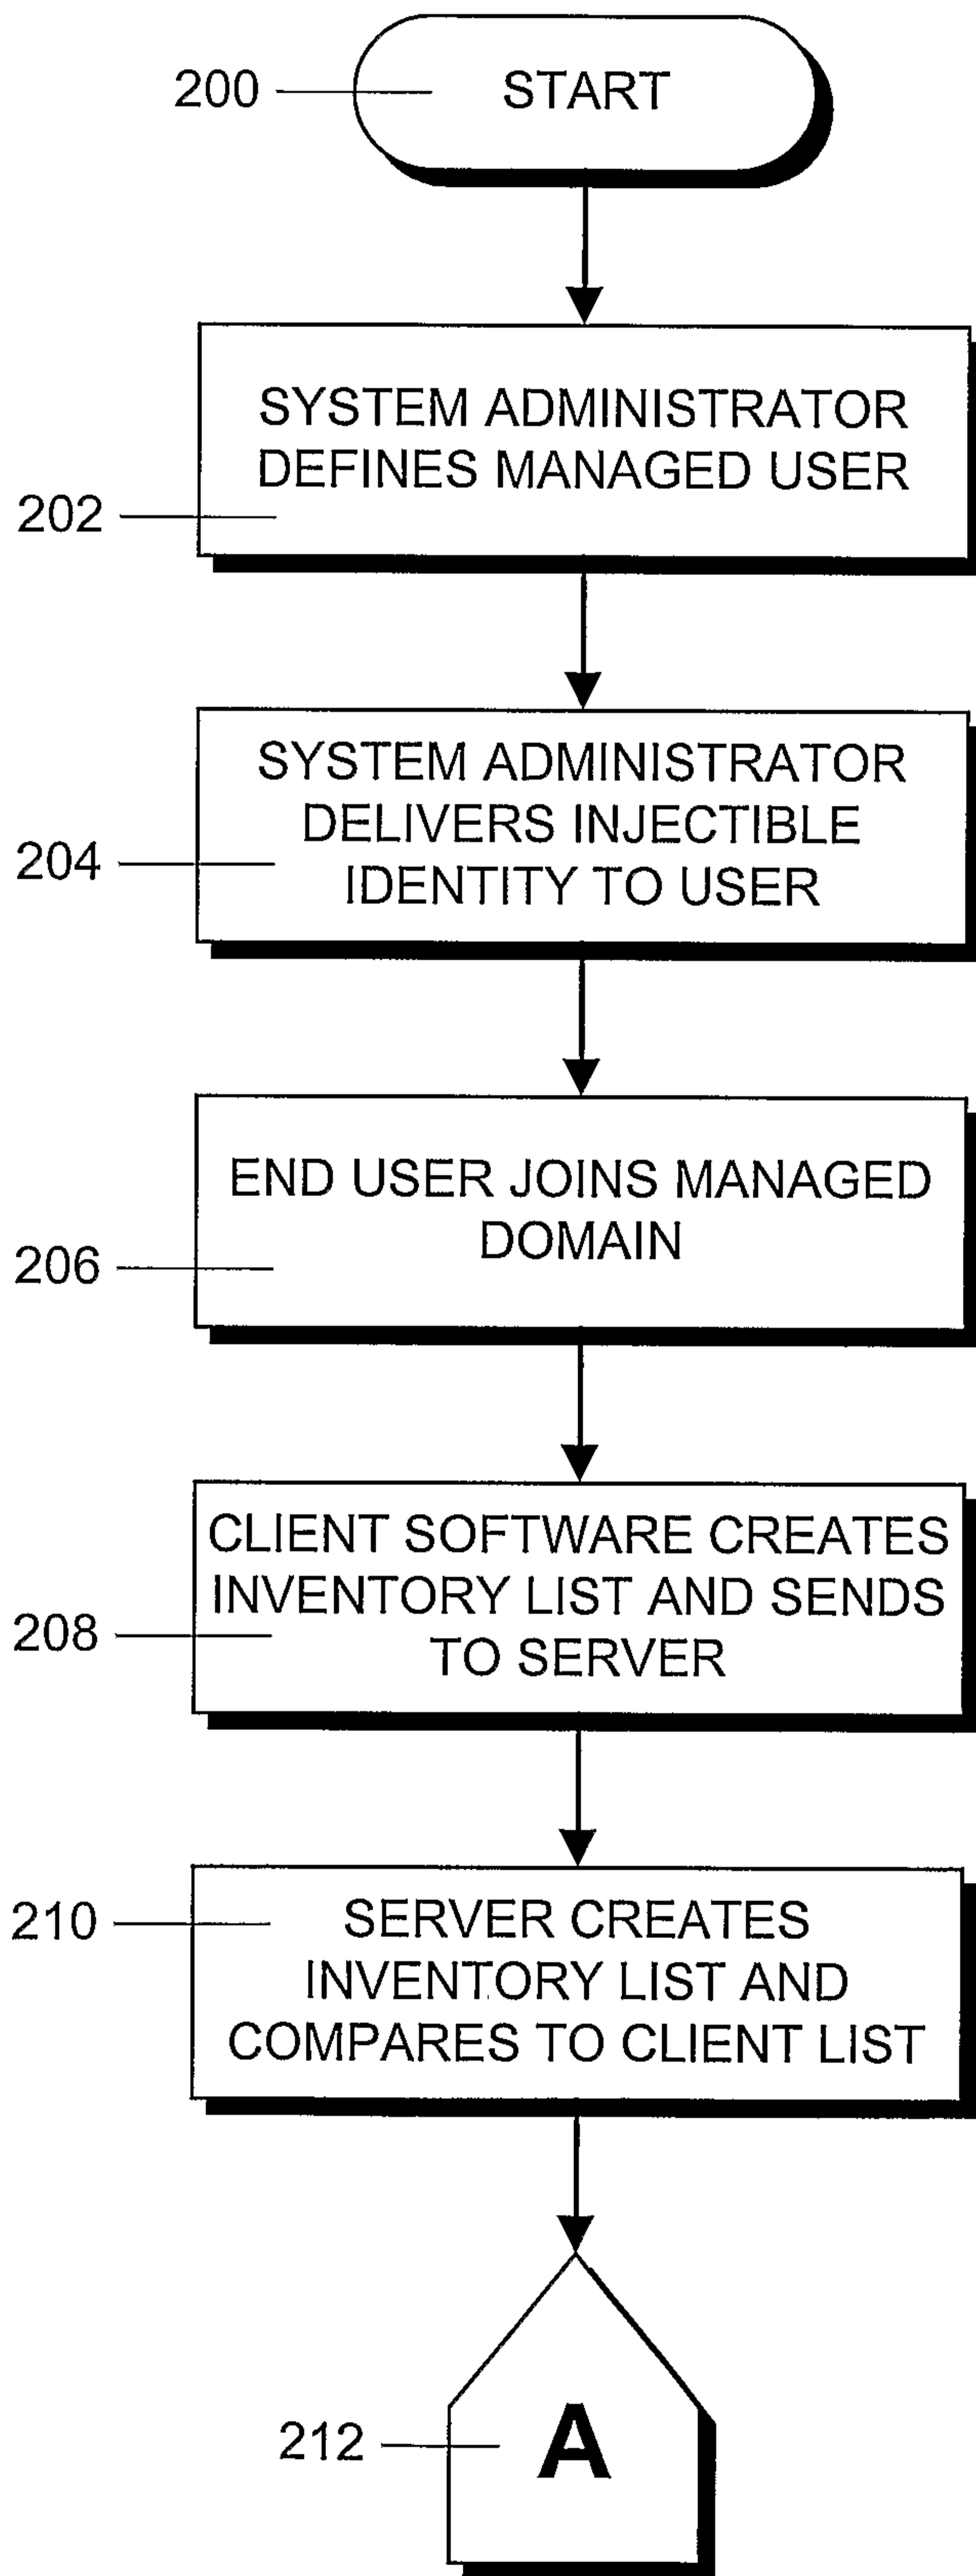 200
START
SYSTEM ADMINISTRATOR
DEFINES MANAGED USER
202
SYSTEM ADMINISTRATOR
DELIVERS INJECTIBLE
IDENTITY TO USER
204
END USER JOINS MANAGED
DOMAIN
206
CLIENT SOFTWARE CREATES
INVENTORY LIST AND SENDS
TO SERVER
208
210
SERVER CREATES
INVENTORY LIST AND
COMPARES TO CLIENT LIST
A
212